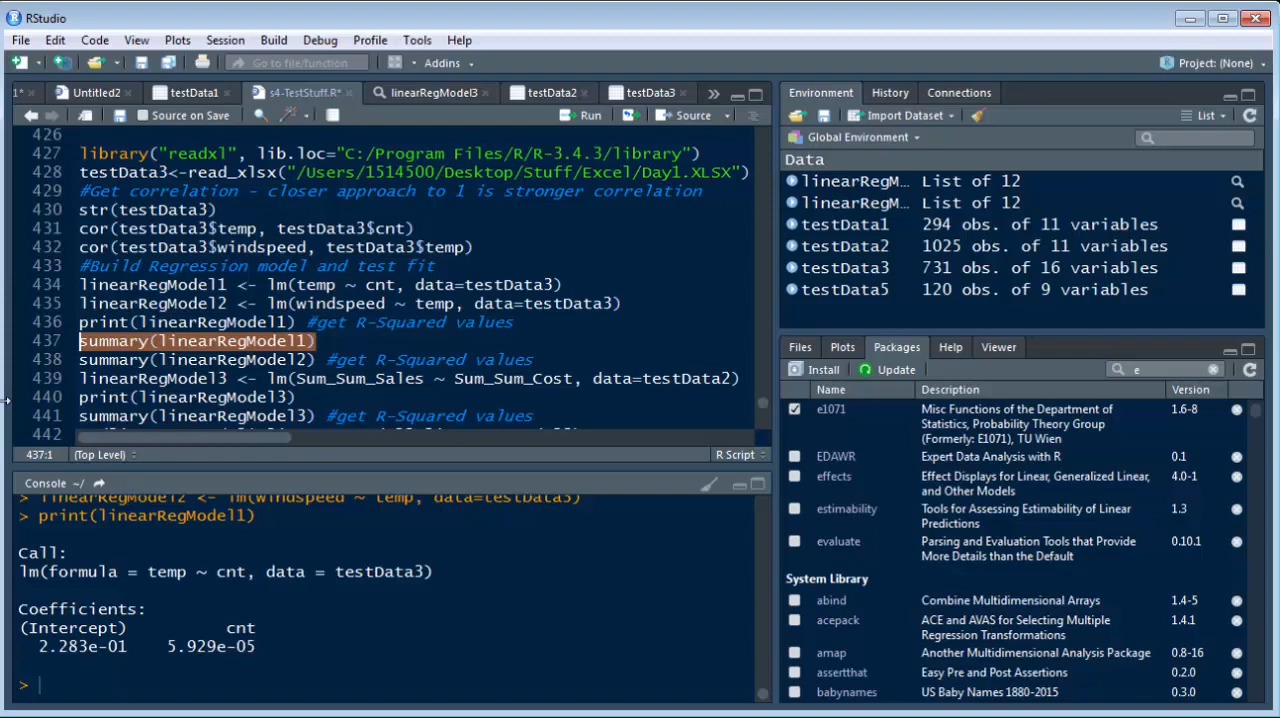 RStudio
File Edit Code View Plots Session Build Debug Profile Tools Help
Go to file/function Addins Project: (None)
1* Untitled2 testData1 s4-TestStuff.R* linearRegModel3 testData2 testData3
Source on Save Run Source
426
427 library("readxl", lib.loc="C:/Program Files/R/R-3.4.3/library")
428 testData3<-read_xlsx("/Users/1514500/Desktop/Stuff/Excel/Day1.XLSX")
429 #Get correlation - closer approach to 1 is stronger correlation
430 str(testData3)
431 cor(testData3$temp, testData3$cnt)
432 cor(testData3$windspeed, testData3$temp)
433 #Build Regression model and test fit
434 linearRegModel1 <- lm(temp ~ cnt, data=testData3)
435 linearRegModel2 <- lm(windspeed ~ temp, data=testData3)
436 print(linearRegModel1) #get R-Squared values
437 summary(linearRegModel1)
438 summary(linearRegModel2) #get R-Squared values
439 linearRegModel3 <- lm(Sum_Sum_Sales ~ Sum_Sum_Cost, data=testData2)
440 print(linearRegModel3)
441 summary(linearRegModel3) #get R-Squared values
442
437:1 (Top Level) R Script
Console ~/
> linearRegModel2 <- lm(windspeed ~ temp, data=testData3)
> print(linearRegModel1)
Call:
lm(formula = temp ~ cnt, data = testData3)
Coefficients:
(Intercept) cnt
2.283e-01 5.929e-05
>
Environment History Connections
Import Dataset List
Global Environment
Data
linearRegM… List of 12
linearRegM… List of 12
testData1 294 obs. of 11 variables
testData2 1025 obs. of 11 variables
testData3 731 obs. of 16 variables
testData5 120 obs. of 9 variables
Files Plots Packages Help Viewer
Install Update e
Name Description Version
e1071 Misc Functions of the Department of 1.6-8
Statistics, Probability Theory Group
(Formerly: E1071), TU Wien
EDAWR Expert Data Analysis with R 0.1
effects Effect Displays for Linear, Generalized Linear, 4.0-1
and Other Models
estimability Tools for Assessing Estimability of Linear 1.3
Predictions
evaluate Parsing and Evaluation Tools that Provide 0.10.1
More Details than the Default
System Library
abind Combine Multidimensional Arrays 1.4-5
acepack ACE and AVAS for Selecting Multiple 1.4.1
Regression Transformations
amap Another Multidimensional Analysis Package 0.8-16
assertthat Easy Pre and Post Assertions 0.2.0
babynames US Baby Names 1880-2015 0.3.0